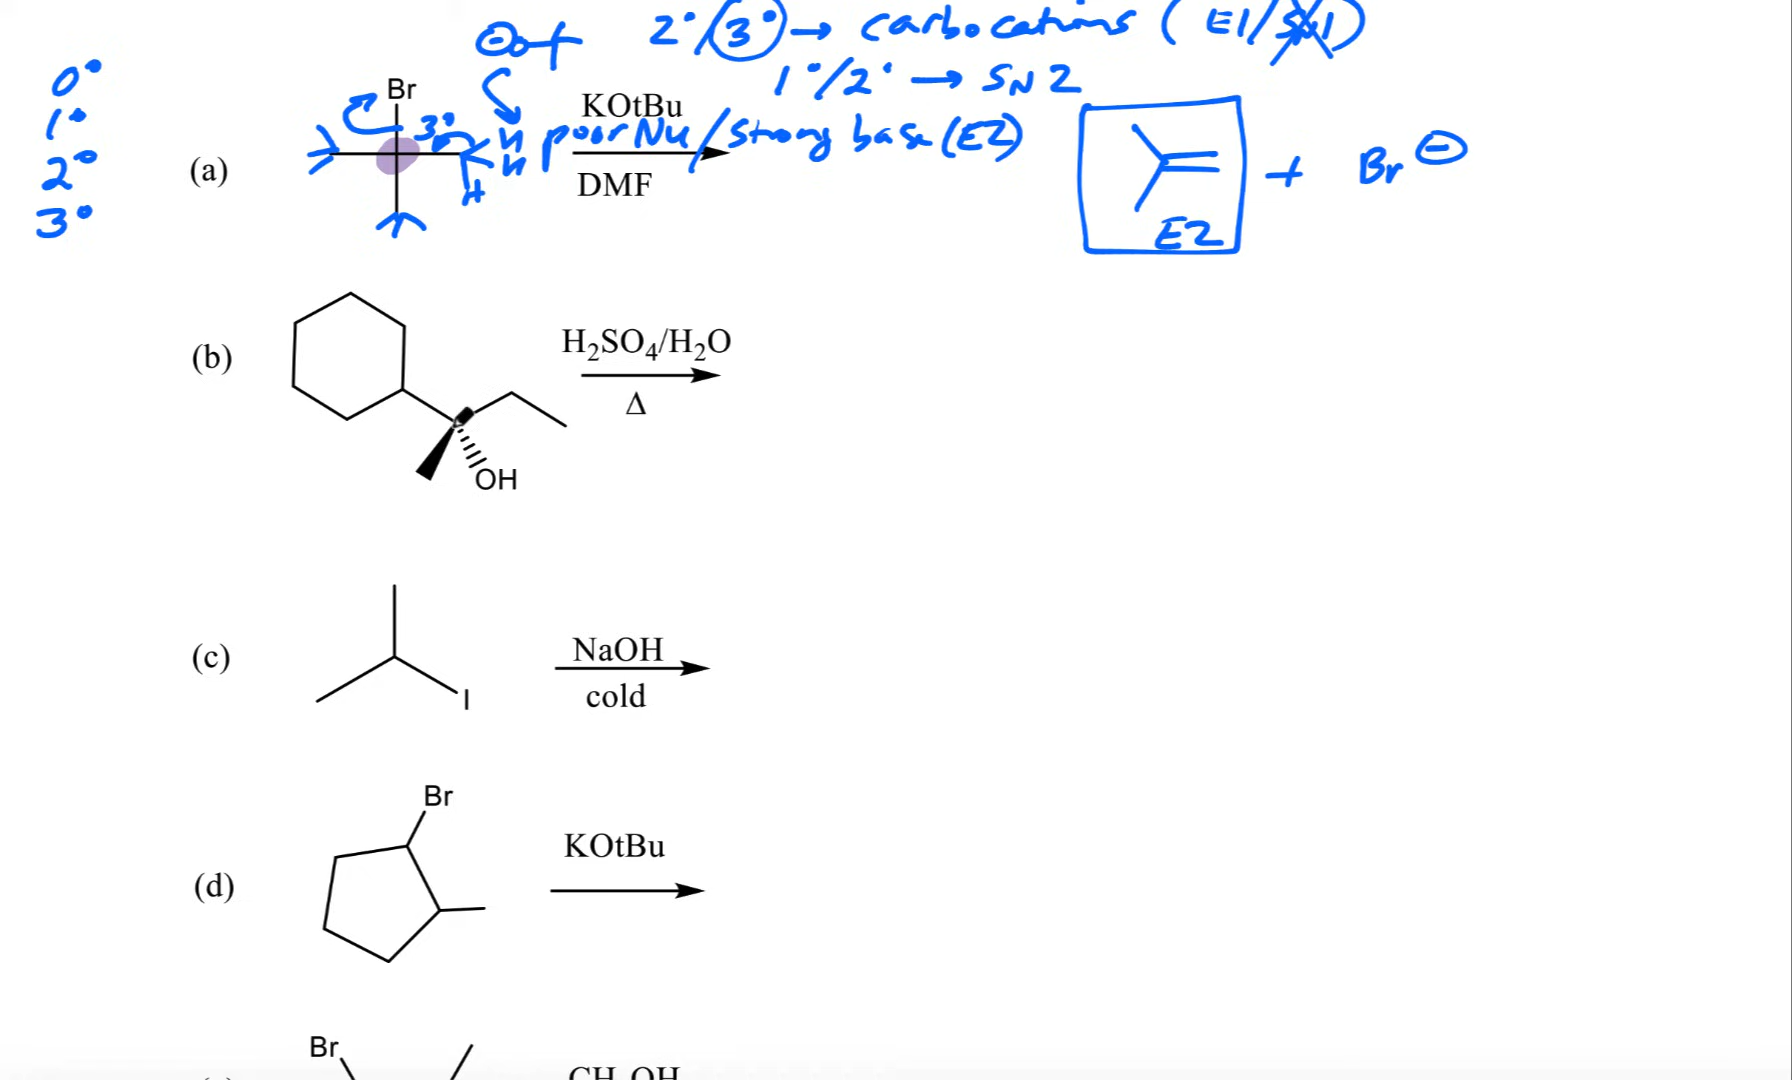 2°/3° → carbocations (E1/SN1)
⊖o
0°
1°/2° → SN2
Br
KOtBu
1°
3°
H
poor Nu/strong base (E2)
2°
(a)
H
DMF
+ Br⊖
H
3°
E2
H₂SO₄/H₂O
(b)
Δ
OH
NaOH
(c)
cold
I
Br
KOtBu
(d)
Br